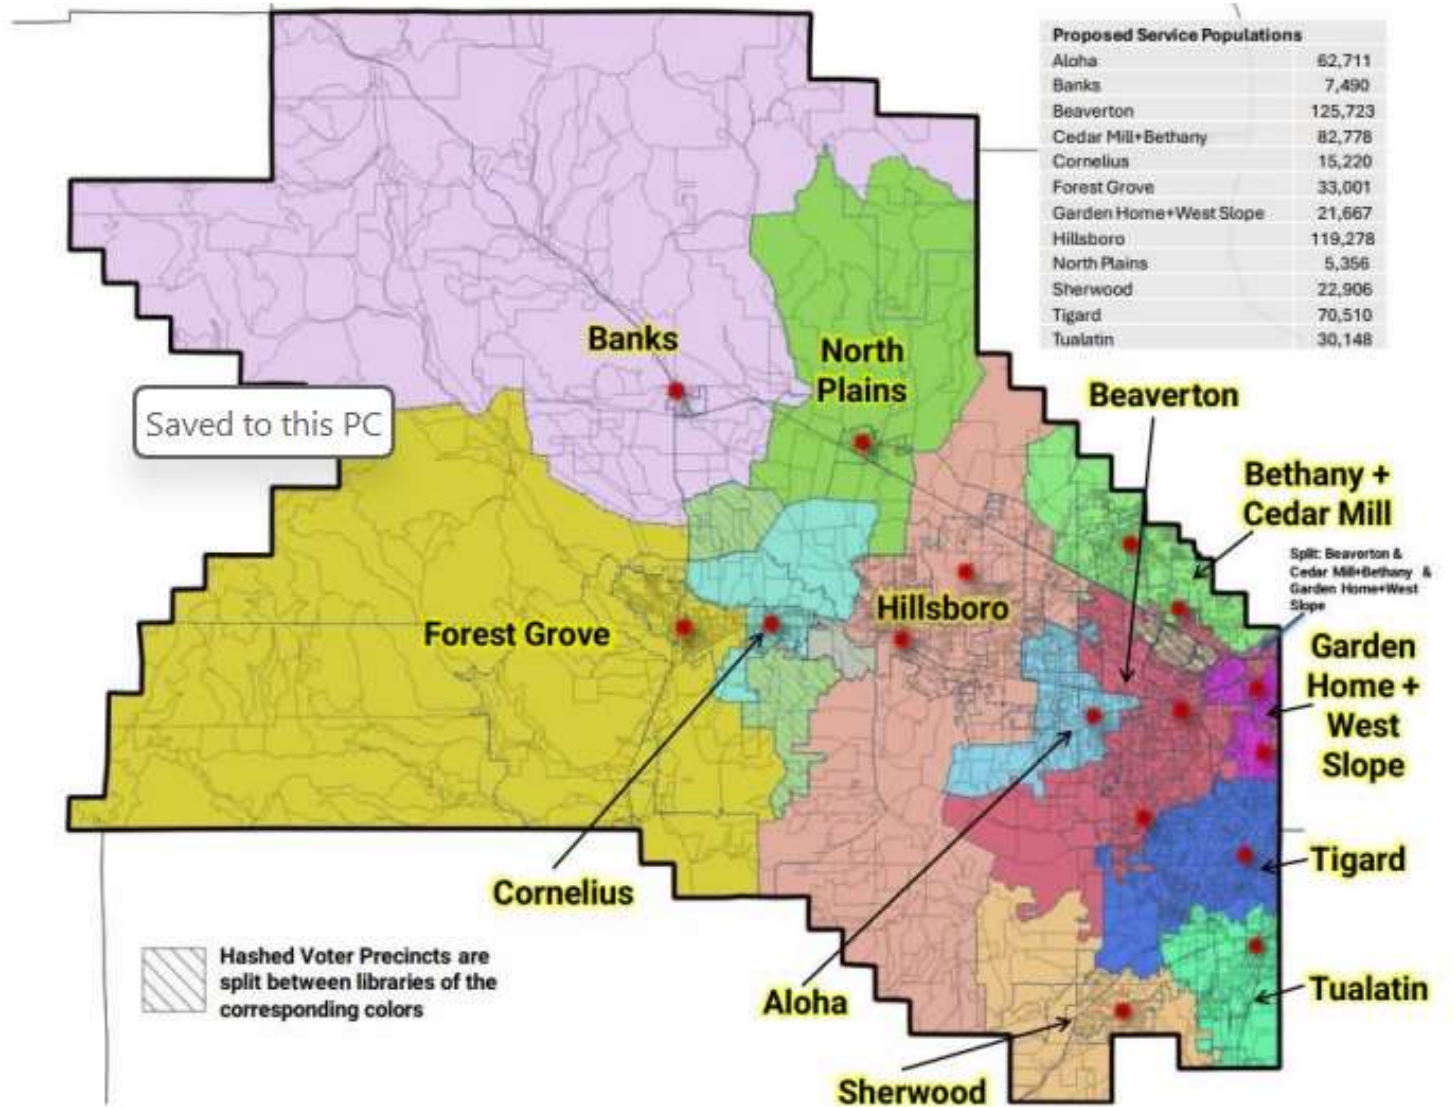 Proposed Service Populations
Aloha 62,711
Banks 7,490
Beaverton 125,723
Cedar Mill+Bethany 82,778
Cornelius 15,220
Forest Grove 33,001
Garden Home+West Slope 21,667
Hillsboro 119,278
North Plains 5,356
Sherwood 22,906
Tigard 70,510
Tualatin 30,148
Banks
North
Plains
Beaverton
Saved to this PC
Bethany +
Cedar Mill
Split: Beaverton &
Cedar Mill+Bethany &
Garden Home+West
Slope
Forest Grove
Hillsboro
Garden
Home +
West
Slope
Cornelius
Tigard
Hashed Voter Precincts are
split between libraries of the
corresponding colors
Aloha
Tualatin
Sherwood